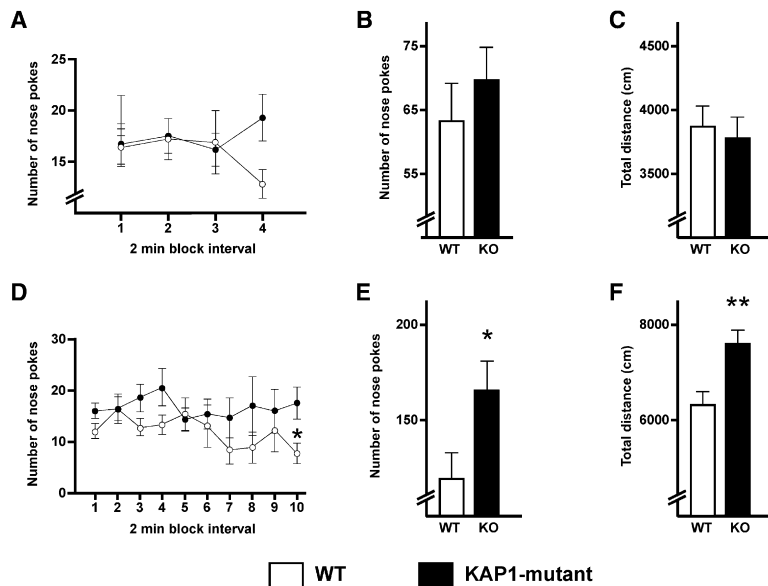 A
Number of nose pokes
25
20
15
1 2 3 4
2 min block interval
B
Number of nose pokes
75
65
55
WT KO
C
Total distance (cm)
4500
4000
3500
WT KO
D
Number of nose pokes
30
20
10
0
*
1 2 3 4 5 6 7 8 9 10
2 min block interval
E
Number of nose pokes
200
150
*
WT KO
F
Total distance (cm)
8000
6000
**
WT KO
WT KAP1-mutant